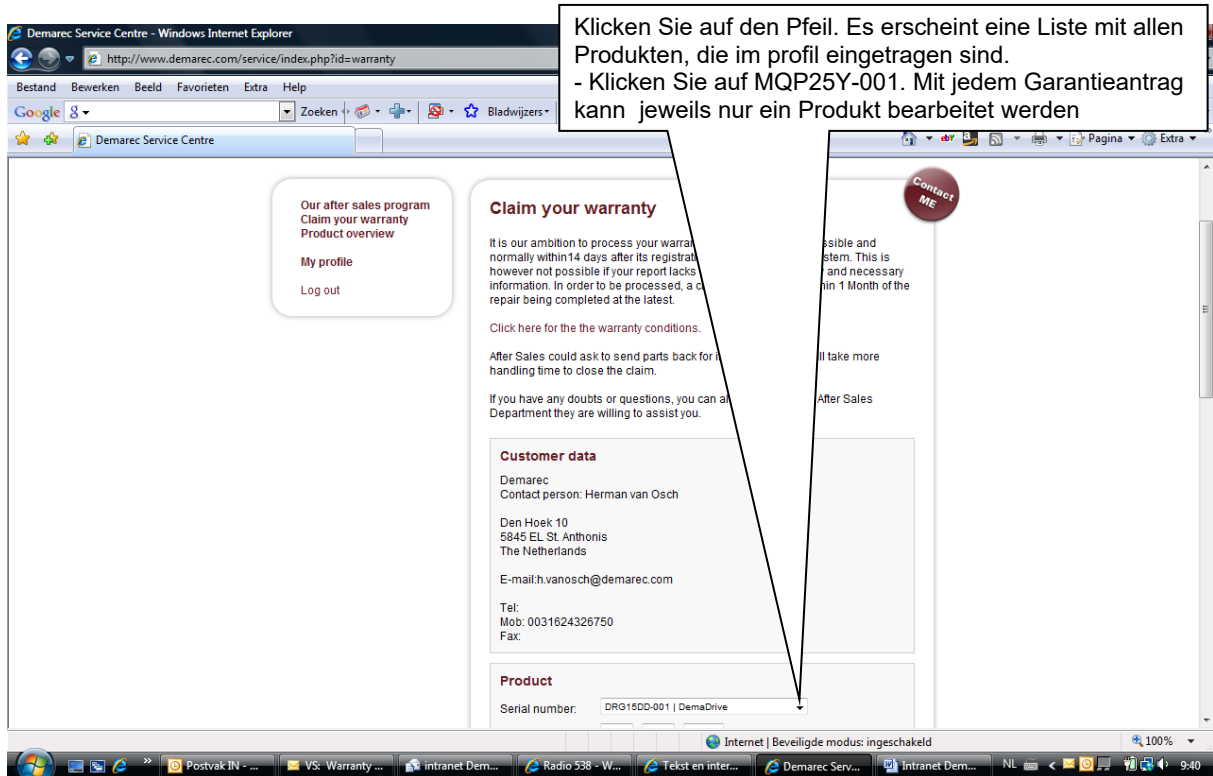 Demarec Service Centre - Windows Internet Explorer
Klicken Sie auf den Pfeil. Es erscheint eine Liste mit allen
Produkten, die im profil eingetragen sind.
- Klicken Sie auf MQP25Y-001. Mit jedem Garantieantrag
kann jeweils nur ein Produkt bearbeitet werden
http://www.demarec.com/service/index.php?id=warranty
Bestand Bewerken Beeld Favorieten Extra Help
Google Zoeken Bladwijzers
Demarec Service Centre
Pagina Extra
Contact
ME
Our after sales program
Claim your warranty
Product overview
My profile
Log out
Claim your warranty
It is our ambition to process your ssible and
normally within14 days after its stem. This is
however not possible if your report lacks and necessary
information. In order to be processed, a hin 1 Month of the
repair being completed at the latest.
Click here for the the warranty conditions.
After Sales could ask to send parts back for ll take more
handling time to close the claim.
If you have any doubts or questions, you can After Sales
Department they are willing to assist you.
Customer data
Demarec
Contact person: Herman van Osch
Den Hoek 10
5845 EL St. Anthonis
The Netherlands
E-mail:h.vanosch@demarec.com
Tel:
Mob: 0031624326750
Fax:
Product
Serial number: DRG15DD-001 | DemaDrive
Internet | Beveiligde modus: ingeschakeld 100%
Postvak IN - ... VS: Warranty ... intranet Dem... Radio 538 - W... Tekst en inter... Demarec Serv... Intranet Dem... NL 9:40